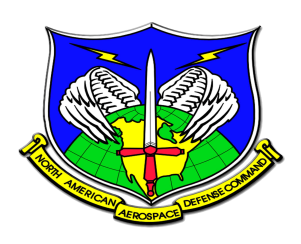 NORTH AMERICAN
AEROSPACE
DEFENSE COMMAND